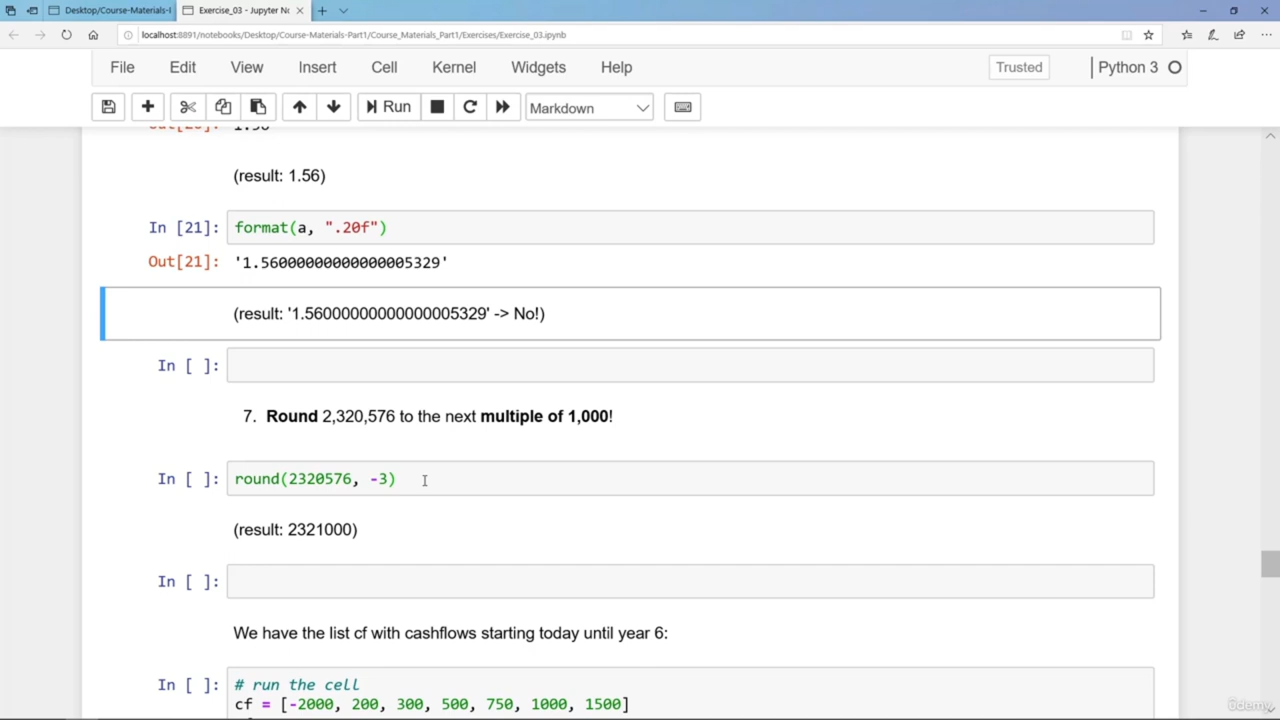 Desktop/Course-Materials-I
Exercise_03 - Jupyter No
localhost:8891/notebooks/Desktop/Course-Materials-Part1/Course_Materials_Part1/Exercises/Exercise_03.ipynb
File Edit View Insert Cell Kernel Widgets Help Trusted Python 3
Run Markdown
(result: 1.56)
In [21]: format(a, ".20f")
Out[21]: '1.56000000000000005329'
(result: '1.56000000000000005329' -> No!)
In [ ]:
7. Round 2,320,576 to the next multiple of 1,000!
In [ ]: round(2320576, -3)
(result: 2321000)
In [ ]:
We have the list cf with cashflows starting today until year 6:
In [ ]: # run the cell
cf = [-2000, 200, 300, 500, 750, 1000, 1500]
ûdemy